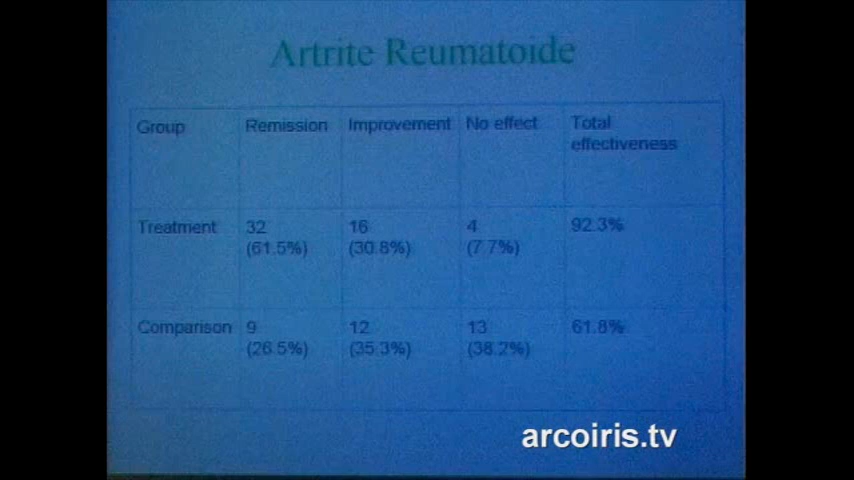 Artrite Reumatoide
Group Remission Improvement No effect Total effectiveness
Treatment 32 (61.5%) 16 (30.8%) 4 (7.7%) 92.3%
Comparison 9 (26.5%) 12 (35.3%) 13 (38.2%) 61.8%
arcoiris.tv